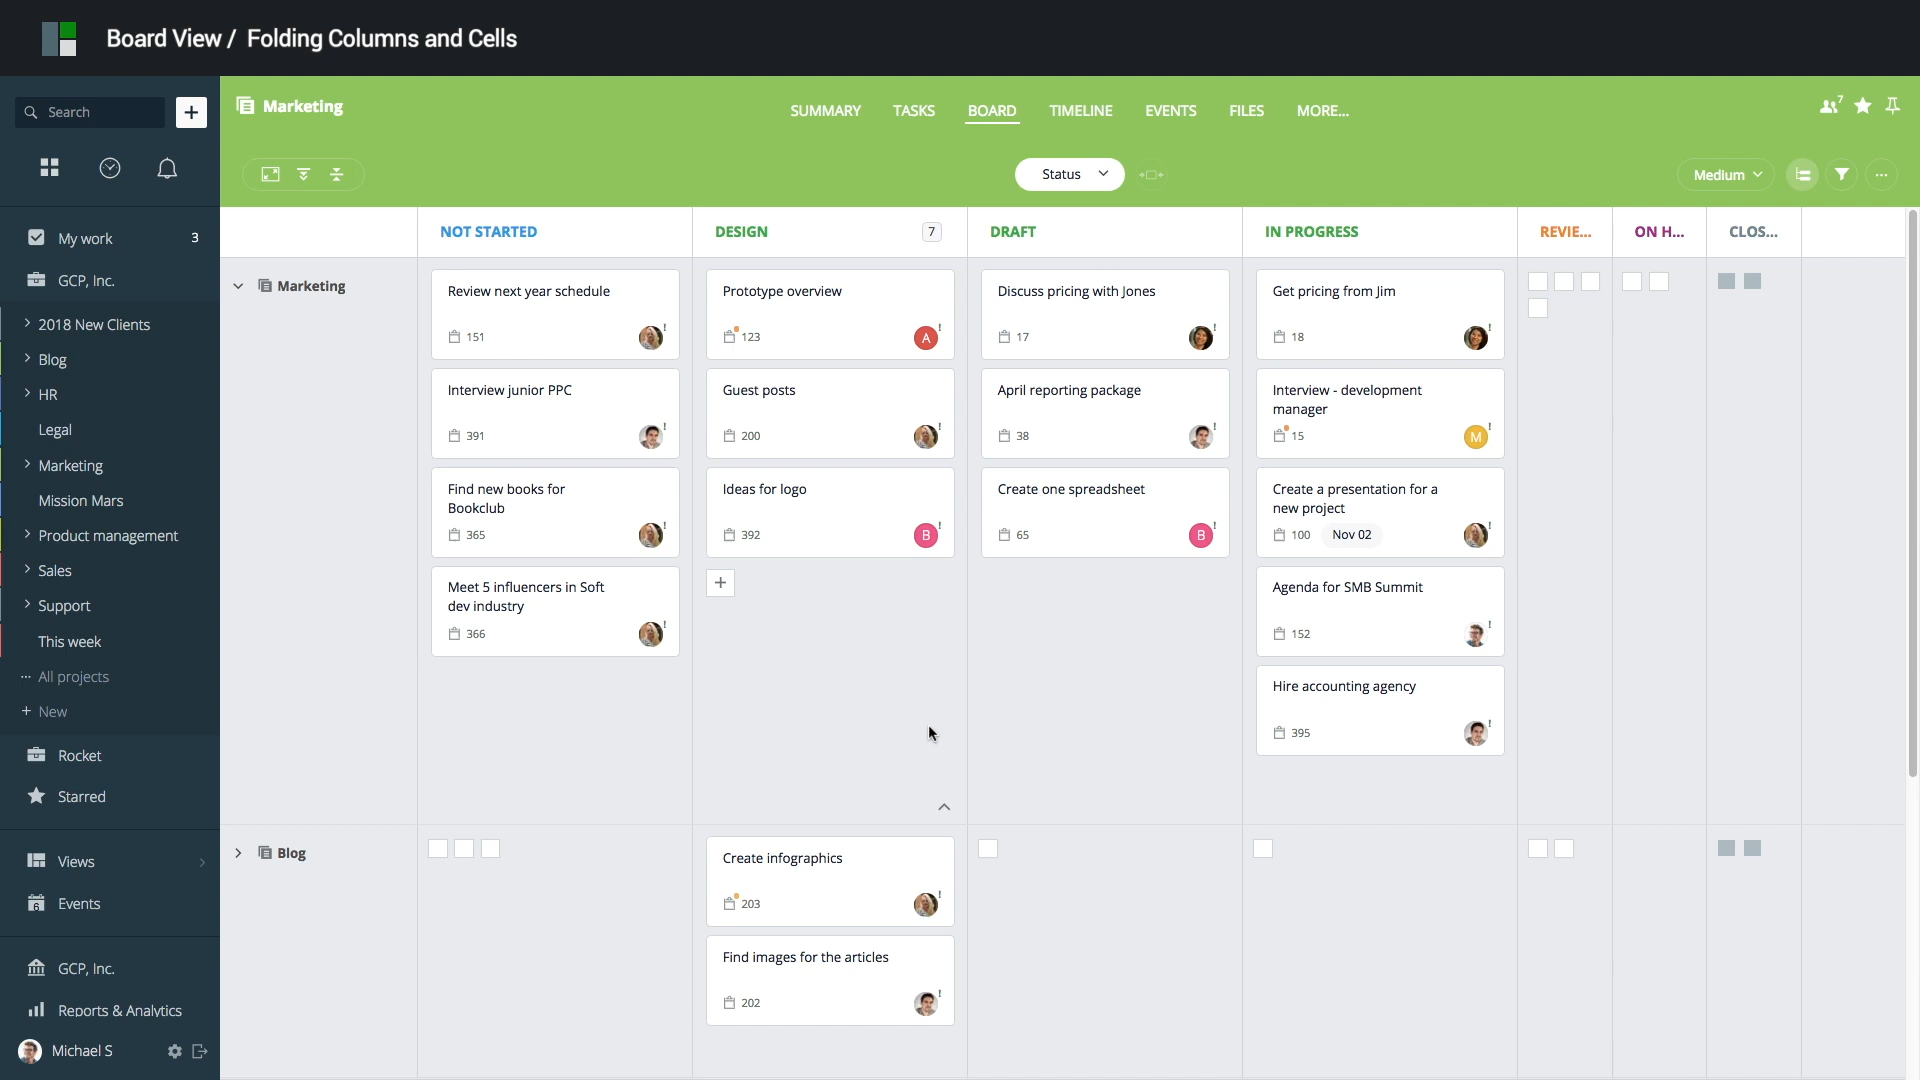 Board View / Folding Columns and Cells
Search
Marketing
SUMMARY TASKS BOARD TIMELINE EVENTS FILES MORE...
7
Status
Medium
My work 3
GCP, Inc.
2018 New Clients
Blog
HR
Legal
Marketing
Mission Mars
Product management
Sales
Support
This week
... All projects
+ New
Rocket
Starred
Views
6
Events
GCP, Inc.
Reports & Analytics
Michael S
NOT STARTED
DESIGN 7
DRAFT
IN PROGRESS
REVIE...
ON H...
CLOS...
Marketing
Review next year schedule
151
!
Interview junior PPC
391
!
Find new books for
Bookclub
365
!
Meet 5 influencers in Soft
dev industry
366
!
Prototype overview
123
A
!
Guest posts
200
!
Ideas for logo
392
B
!
+
Discuss pricing with Jones
17
!
April reporting package
38
!
Create one spreadsheet
65
B
!
Get pricing from Jim
18
!
Interview - development
manager
15
M
!
Create a presentation for a
new project
100 Nov 02
!
Agenda for SMB Summit
152
!
Hire accounting agency
395
!
Blog
Create infographics
203
!
Find images for the articles
202
!